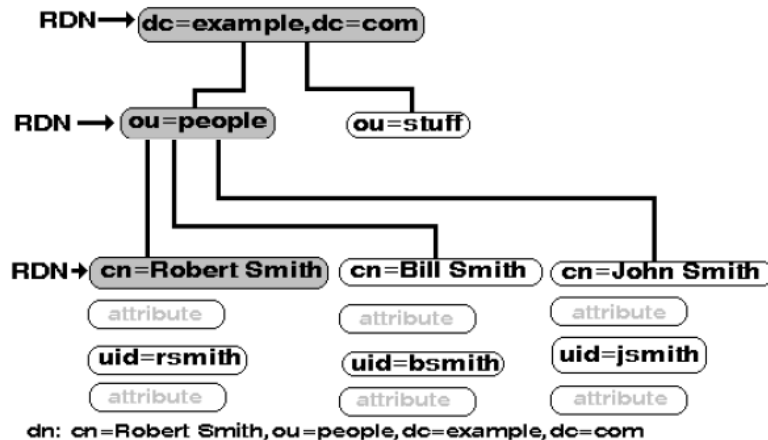 RDN dc=example,dc=com
RDN ou=people ou=stuff
RDN cn=Robert Smith cn=Bill Smith cn=John Smith
attribute attribute attribute
uid=rsmith uid=bsmith uid=jsmith
attribute attribute attribute
dn: cn=Robert Smith,ou=people,dc=example,dc=com